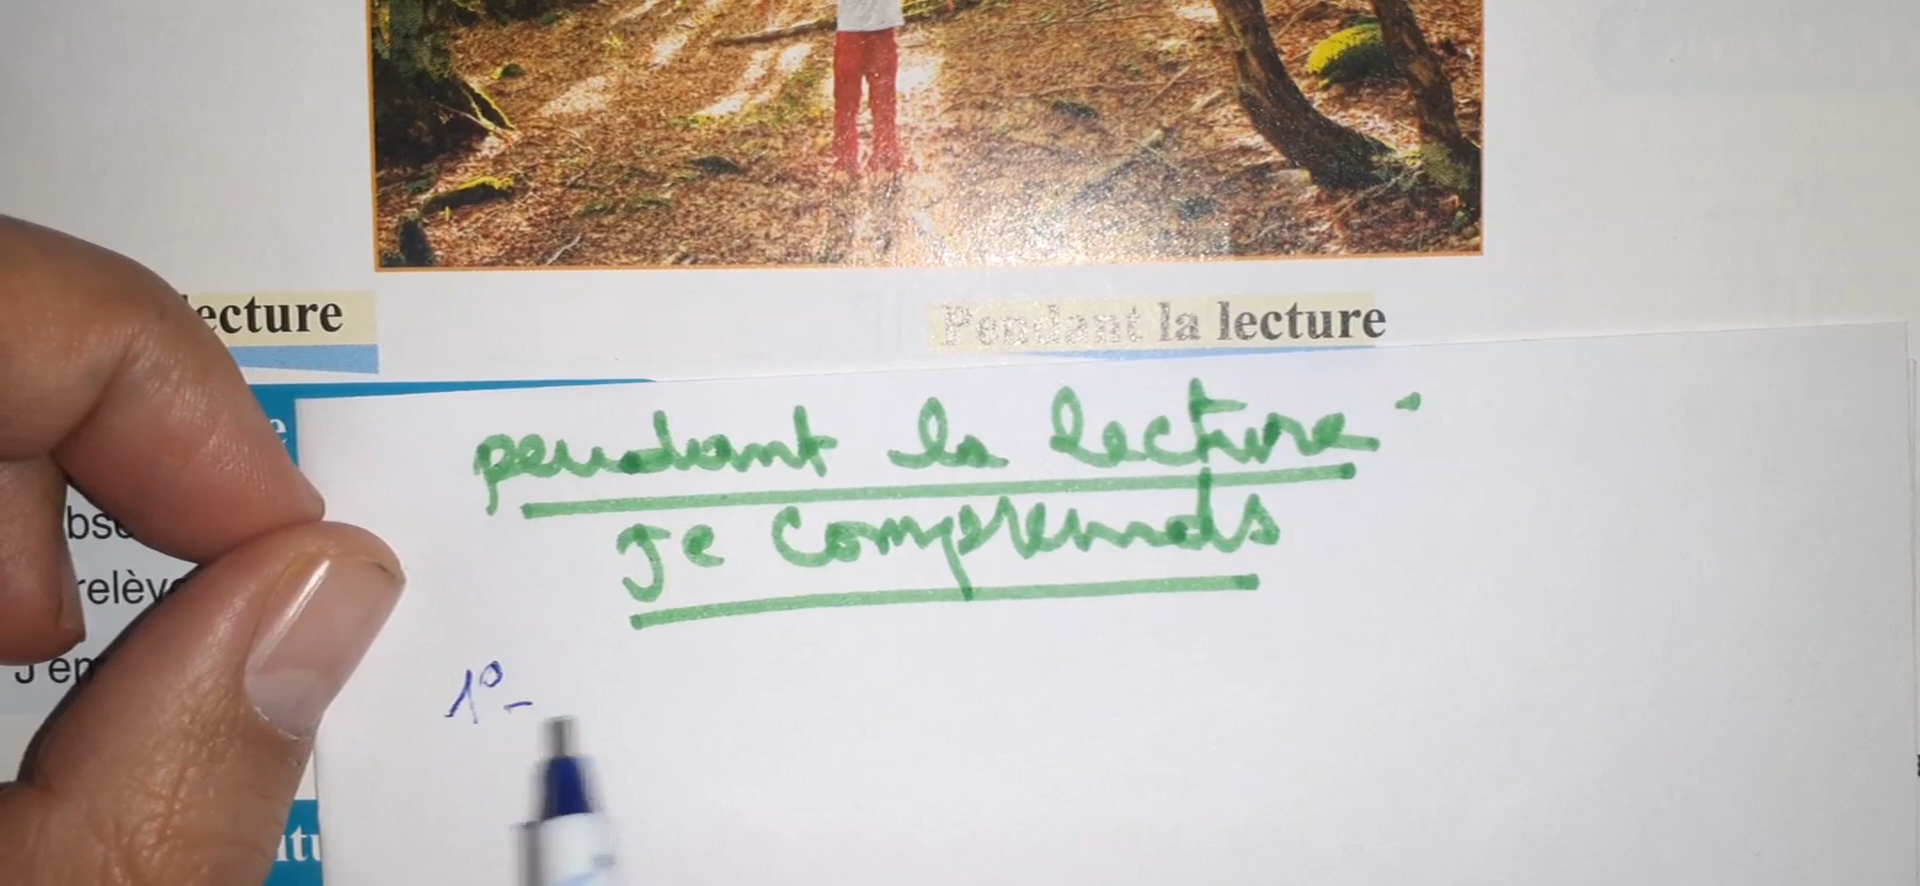 lecture
Pendant la lecture
pendant la lecture.
Je comprends
1° -
relève